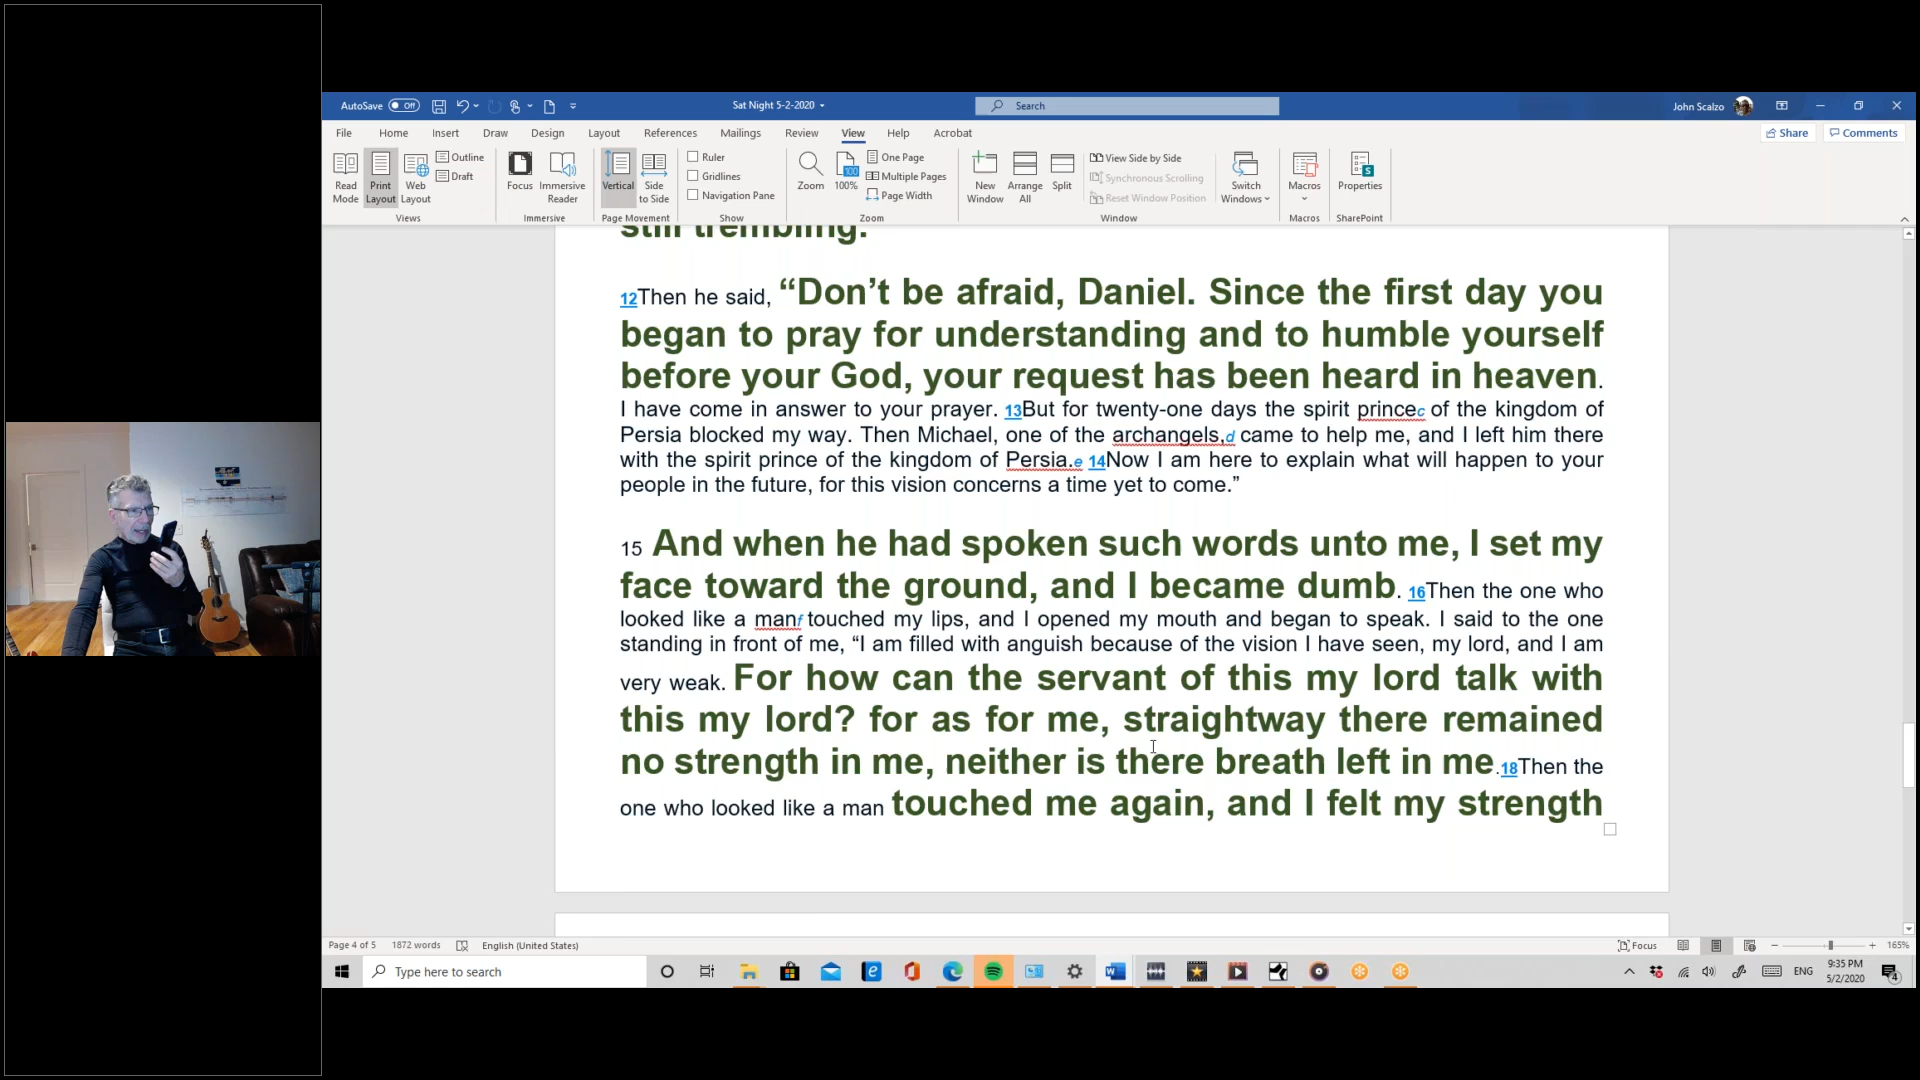 AutoSave Off
Sat Night 5-2-2020
Search
John Scalzo
File Home Insert Draw Design Layout References Mailings Review View Help Acrobat
Share Comments
Read Mode
Print Layout
Web Layout
Outline
Draft
Views
Focus
Immersive Reader
Immersive
Vertical
Side to Side
Page Movement
Ruler
Gridlines
Navigation Pane
Show
Zoom
100
100%
One Page
Multiple Pages
Page Width
Zoom
New Window
Arrange All
Split
View Side by Side
Synchronous Scrolling
Reset Window Position
Switch Windows
Window
Macros
Macros
Properties
SharePoint
still trembling.
12Then he said, “Don’t be afraid, Daniel. Since the first day you
began to pray for understanding and to humble yourself
before your God, your request has been heard in heaven.
I have come in answer to your prayer. 13But for twenty-one days the spirit princec of the kingdom of
Persia blocked my way. Then Michael, one of the archangels,d came to help me, and I left him there
with the spirit prince of the kingdom of Persia.e 14Now I am here to explain what will happen to your
people in the future, for this vision concerns a time yet to come.”
15 And when he had spoken such words unto me, I set my
face toward the ground, and I became dumb. 16Then the one who
looked like a manf touched my lips, and I opened my mouth and began to speak. I said to the one
standing in front of me, “I am filled with anguish because of the vision I have seen, my lord, and I am
very weak. For how can the servant of this my lord talk with
this my lord? for as for me, straightway there remained
no strength in me, neither is there breath left in me.18Then the
one who looked like a man touched me again, and I felt my strength
Page 4 of 5 1872 words English (United States) Focus 165%
Type here to search
ENG
9:35 PM
5/2/2020
4